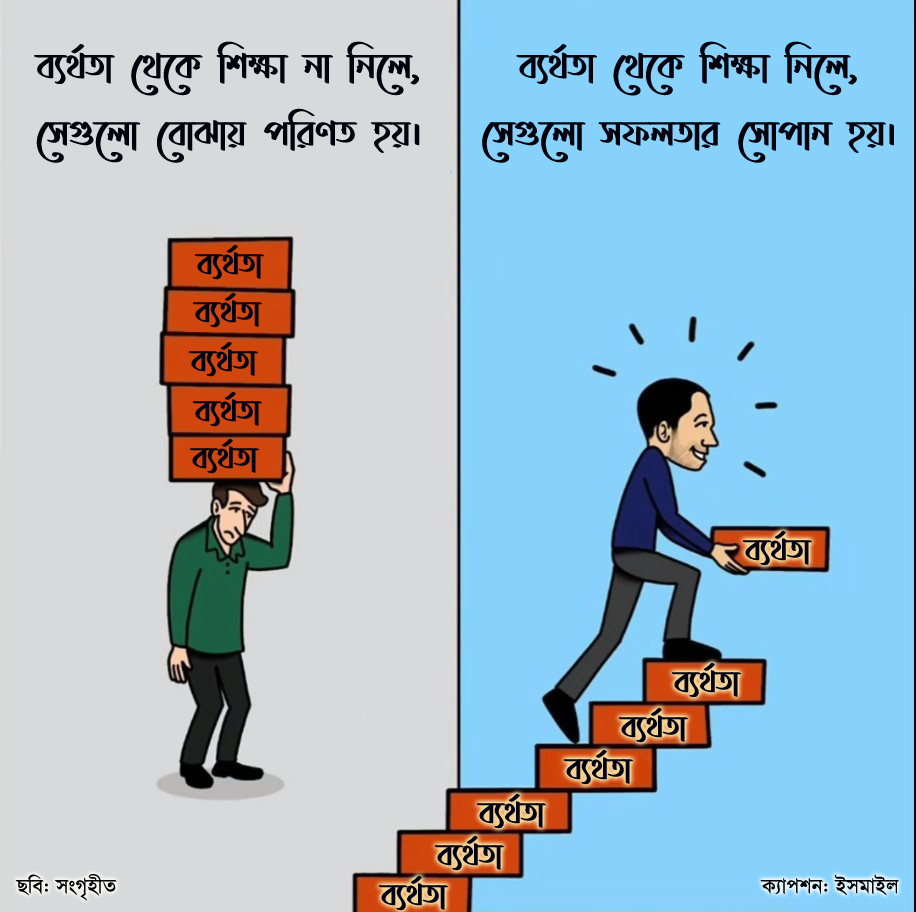 ব্যর্থতা থেকে শিক্ষা না নিলে,
সেগুলো বোঝায় পরিণত হয়।
ব্যর্থতা
ব্যর্থতা
ব্যর্থতা
ব্যর্থতা
ব্যর্থতা
ব্যর্থতা থেকে শিক্ষা নিলে,
সেগুলো সফলতার সোপান হয়।
ব্যর্থতা
ব্যর্থতা
ব্যর্থতা
ব্যর্থতা
ব্যর্থতা
ব্যর্থতা
ব্যর্থতা
ছবি: সংগৃহীত
ক্যাপশন: ইসমাইল